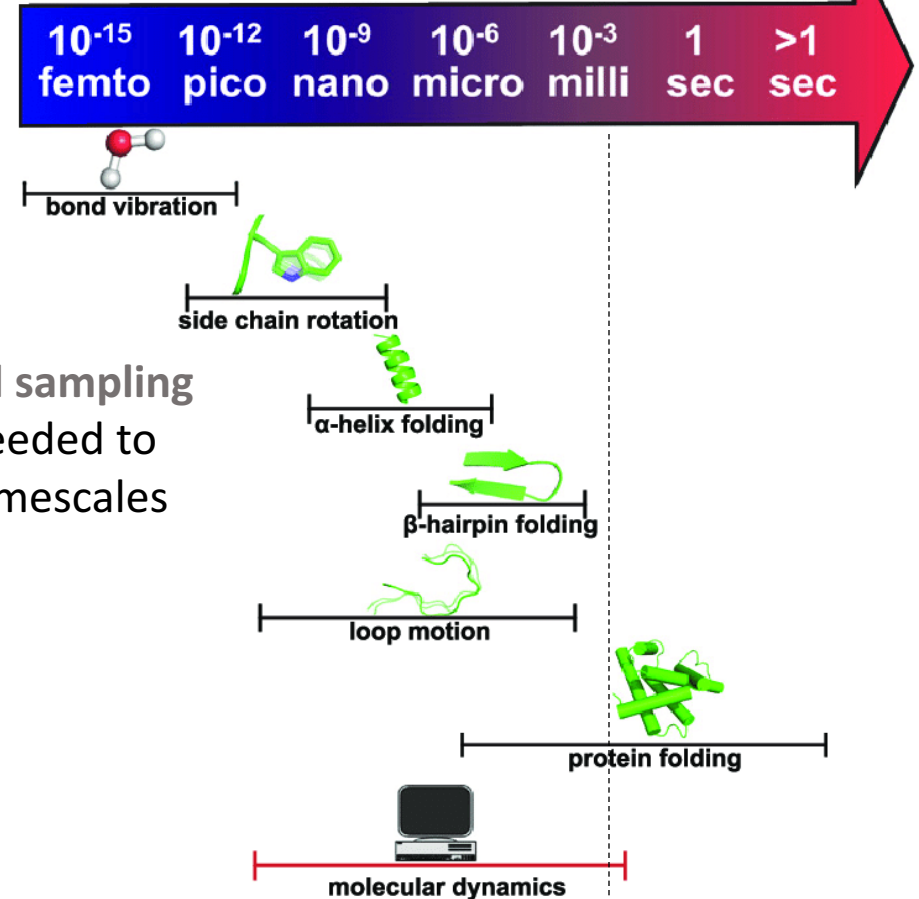 10⁻¹⁵ 10⁻¹² 10⁻⁹ 10⁻⁶ 10⁻³ 1 >1
femto pico nano micro milli sec sec
bond vibration
side chain rotation
sampling
α-helix folding
eeded to
mescales
β-hairpin folding
loop motion
protein folding
molecular dynamics